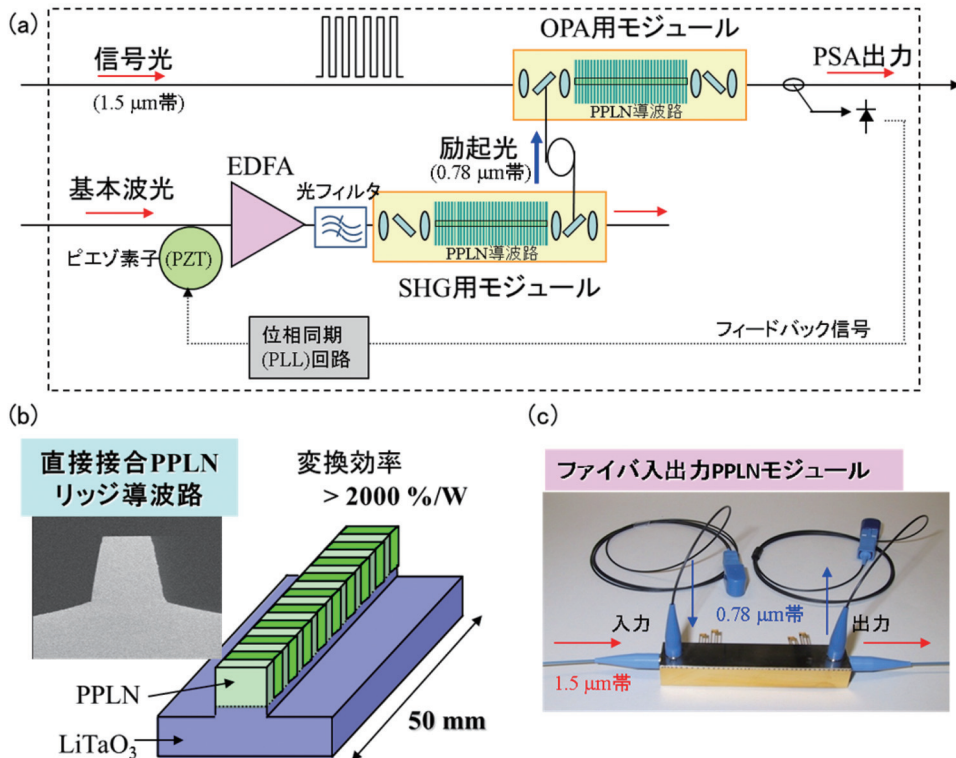 (a)
OPA用モジュール
信号光
(1.5 μm帯)
PSA出力
PPLN導波路
励起光
(0.78 μm帯)
EDFA
基本波光
光フィルタ
ピエゾ素子
(PZT)
PPLN導波路
SHG用モジュール
位相同期
(PLL)回路
フィードバック信号
(b)
直接接合PPLN
リッジ導波路
変換効率
> 2000 %/W
PPLN
LiTaO3
50 mm
(c)
ファイバ入出力PPLNモジュール
入力
0.78 μm帯
出力
1.5 μm帯